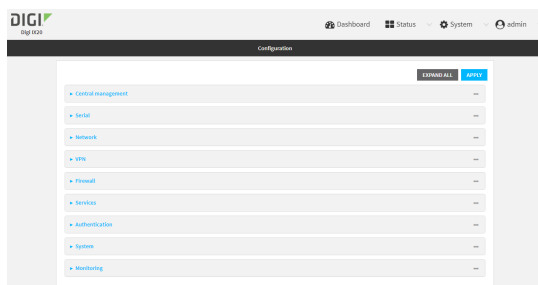 DIGI
Digi IX20
Dashboard
Status
System
admin
Configuration
EXPAND ALL
APPLY
Central management
Serial
Network
VPN
Firewall
Services
Authentication
System
Monitoring